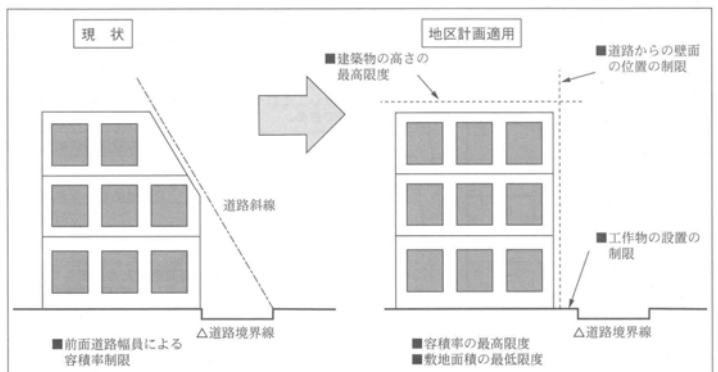 現 状
道路斜線
△道路境界線
■前面道路幅員による
容積率制限
地区計画適用
■建築物の高さの
最高限度
■道路からの壁面
の位置の制限
■工作物の設置の
制限
△道路境界線
■容積率の最高限度
■敷地面積の最低限度